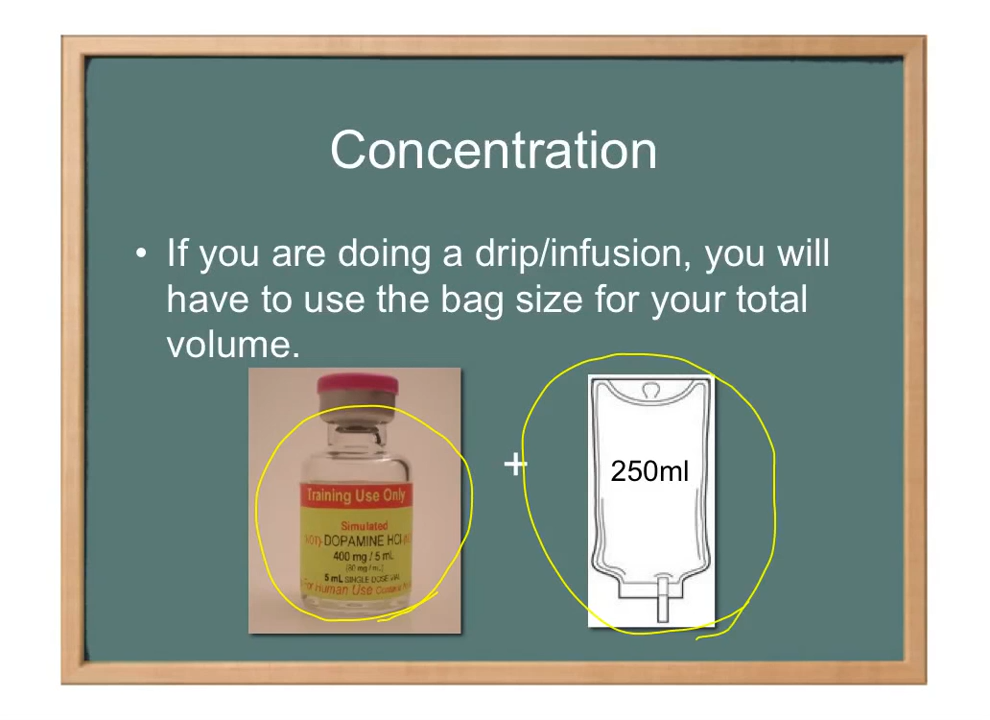 Concentration
• If you are doing a drip/infusion, you will
have to use the bag size for your total
volume.
Training Use Only
Simulated
DOPAMINE HCl
400 mg / 5 mL
(80 mg / mL)
5 mL SINGLE DOSE VIAL
For Human Use
+
250ml